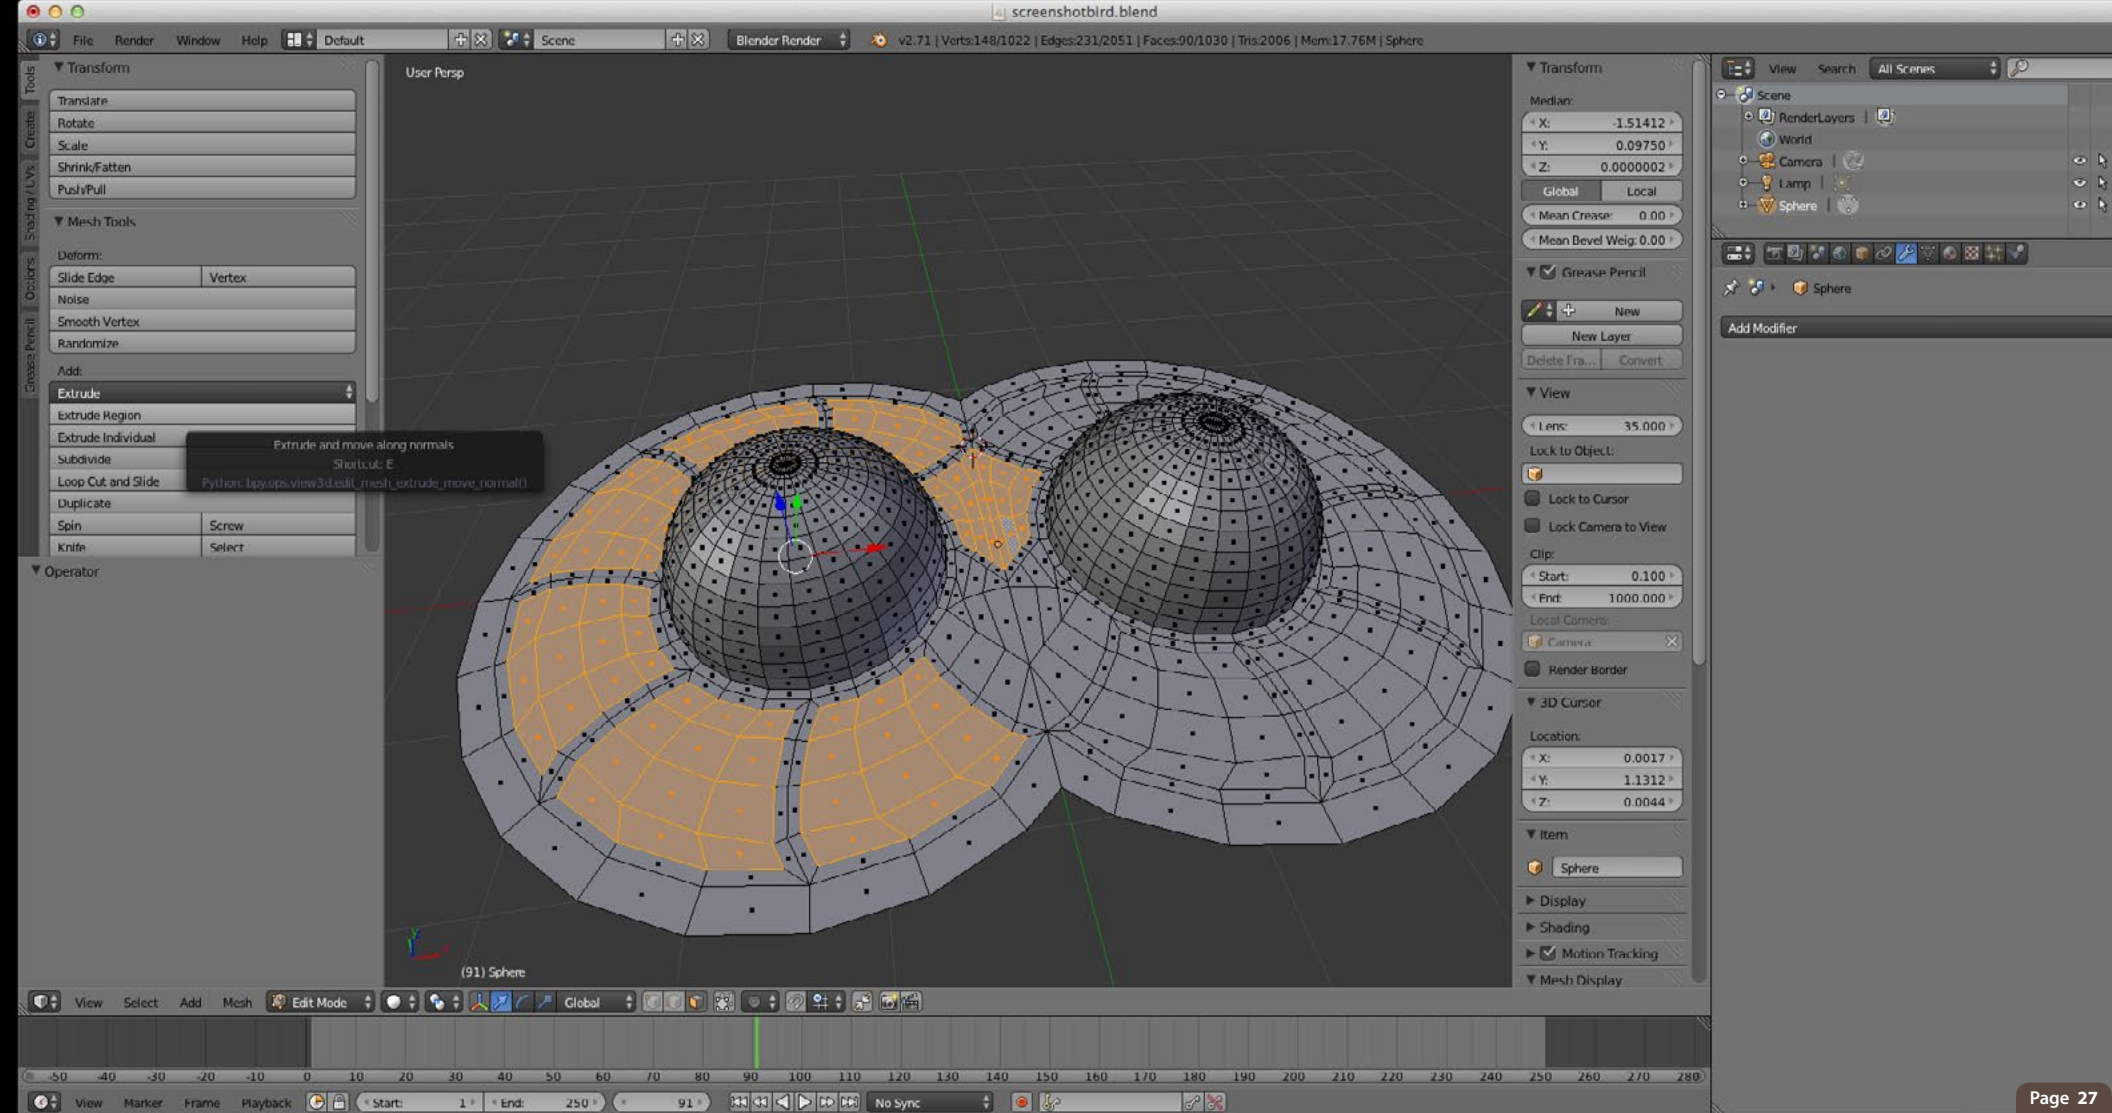 screenshotbird.blend
File Render Window Help Default Scene Blender Render v2.71 | Verts:148/1022 | Edges:231/2051 | Faces:90/1030 | Tris:2006 | Mem:17.76M | Sphere
Tools
Create
Shading / UVs
Options
Grease Pencil
Transform
Translate
Rotate
Scale
Shrink/Fatten
Push/Pull
Mesh Tools
Deform:
Slide Edge Vertex
Noise
Smooth Vertex
Randomize
Add:
Extrude
Extrude Region
Extrude Individual
Subdivide
Loop Cut and Slide
Duplicate
Spin Screw
Knife Select
Extrude and move along normals
Shortcut: E
Python: bpy.ops.view3d.edit_mesh_extrude_move_normal()
Operator
User Persp
(91) Sphere
Transform
Median:
X: -1.51412
Y: 0.09750
Z: 0.0000002
Global Local
Mean Crease: 0.00
Mean Bevel Weig: 0.00
Grease Pencil
New
New Layer
Delete Fra... Convert
View
Lens: 35.000
Lock to Object:
Lock to Cursor
Lock Camera to View
Clip:
Start: 0.100
End: 1000.000
Local Camera:
Camera
Render Border
3D Cursor
Location:
X: 0.0017
Y: 1.1312
Z: 0.0044
Item
Sphere
Display
Shading
Motion Tracking
Mesh Display
View Search All Scenes
Scene
RenderLayers
World
Camera
Lamp
Sphere
Sphere
Add Modifier
View Select Add Mesh Edit Mode Global
-50 -40 -30 -20 -10 0 10 20 30 40 50 60 70 80 90 100 110 120 130 140 150 160 170 180 190 200 210 220 230 240 250 260 270 280
View Marker Frame Playback Start: 1 End: 250 91 No Sync
Page 27